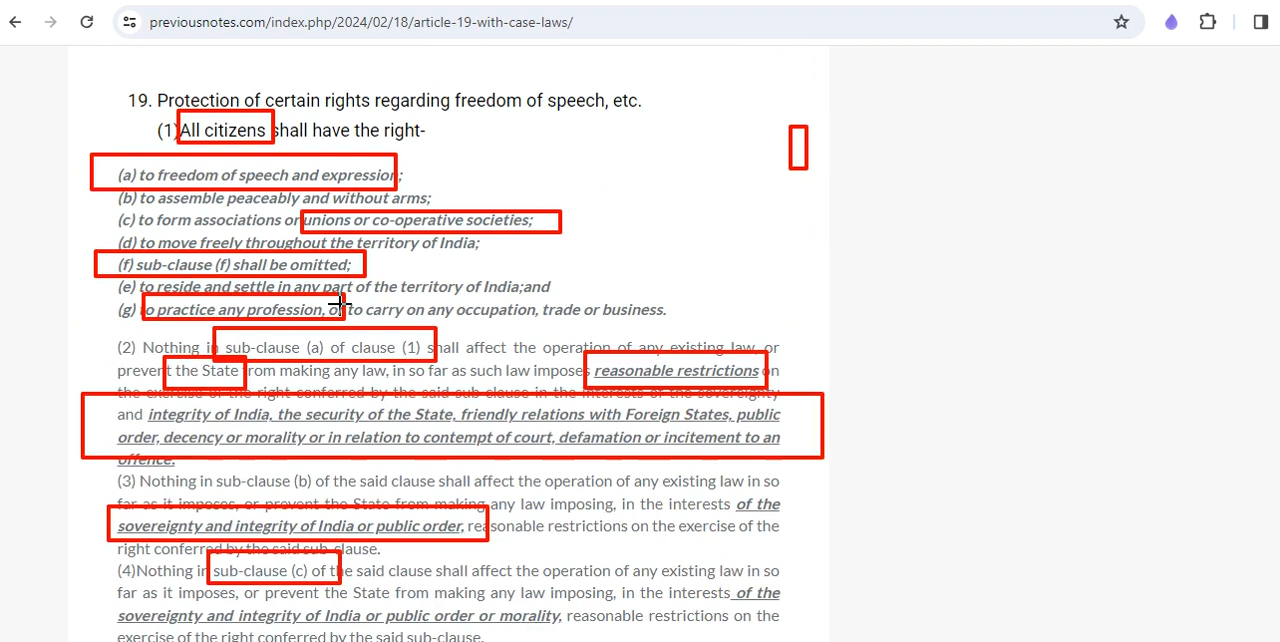 previousnotes.com/index.php/2024/02/18/article-19-with-case-laws/
19. Protection of certain rights regarding freedom of speech, etc.
(1)All citizens shall have the right-
(a) to freedom of speech and expression;
(b) to assemble peaceably and without arms;
(c) to form associations or unions or co-operative societies;
(d) to move freely throughout the territory of India;
(f) sub-clause (f) shall be omitted;
(e) to reside and settle in any part of the territory of India;and
(g) to practice any profession, or to carry on any occupation, trade or business.
(2) Nothing in sub-clause (a) of clause (1) shall affect the operation of any existing law, or
prevent the State from making any law, in so far as such law imposes reasonable restrictions on
the exercise of the right conferred by the said sub-clause in the interests of the sovereignty
and integrity of India, the security of the State, friendly relations with Foreign States, public
order, decency or morality or in relation to contempt of court, defamation or incitement to an
offence.
(3) Nothing in sub-clause (b) of the said clause shall affect the operation of any existing law in so
far as it imposes, or prevent the State from making any law imposing, in the interests of the
sovereignty and integrity of India or public order, reasonable restrictions on the exercise of the
right conferred by the said sub-clause.
(4)Nothing in sub-clause (c) of the said clause shall affect the operation of any existing law in so
far as it imposes, or prevent the State from making any law imposing, in the interests of the
sovereignty and integrity of India or public order or morality, reasonable restrictions on the
exercise of the right conferred by the said sub-clause.